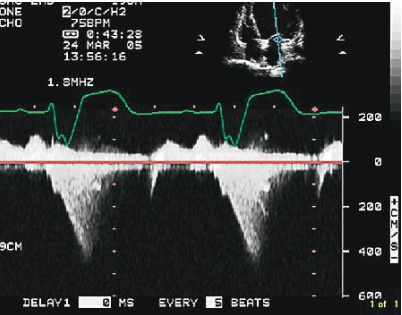 ONE 2/0/C/H2
CHO 75BPM
0:43:28
24 MAR 05
13:56:16
1.8MHZ
200
0
200
9CM
400
600
DELAY1 0 MS EVERY 5 BEATS
1 of 1